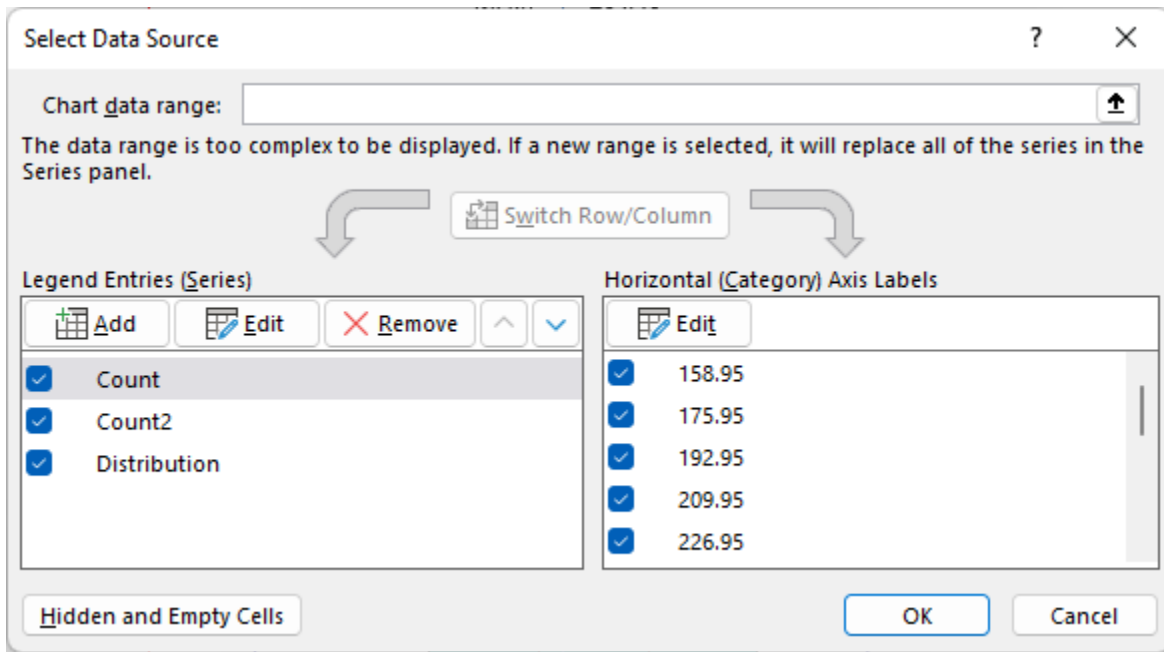 Select Data Source
?
Chart data range:
The data range is too complex to be displayed. If a new range is selected, it will replace all of the series in the
Series panel.
Switch Row/Column
Legend Entries (Series)
Horizontal (Category) Axis Labels
Add
Edit
Remove
Edit
Count
158.95
Count2
175.95
Distribution
192.95
209.95
226.95
Hidden and Empty Cells
OK
Cancel